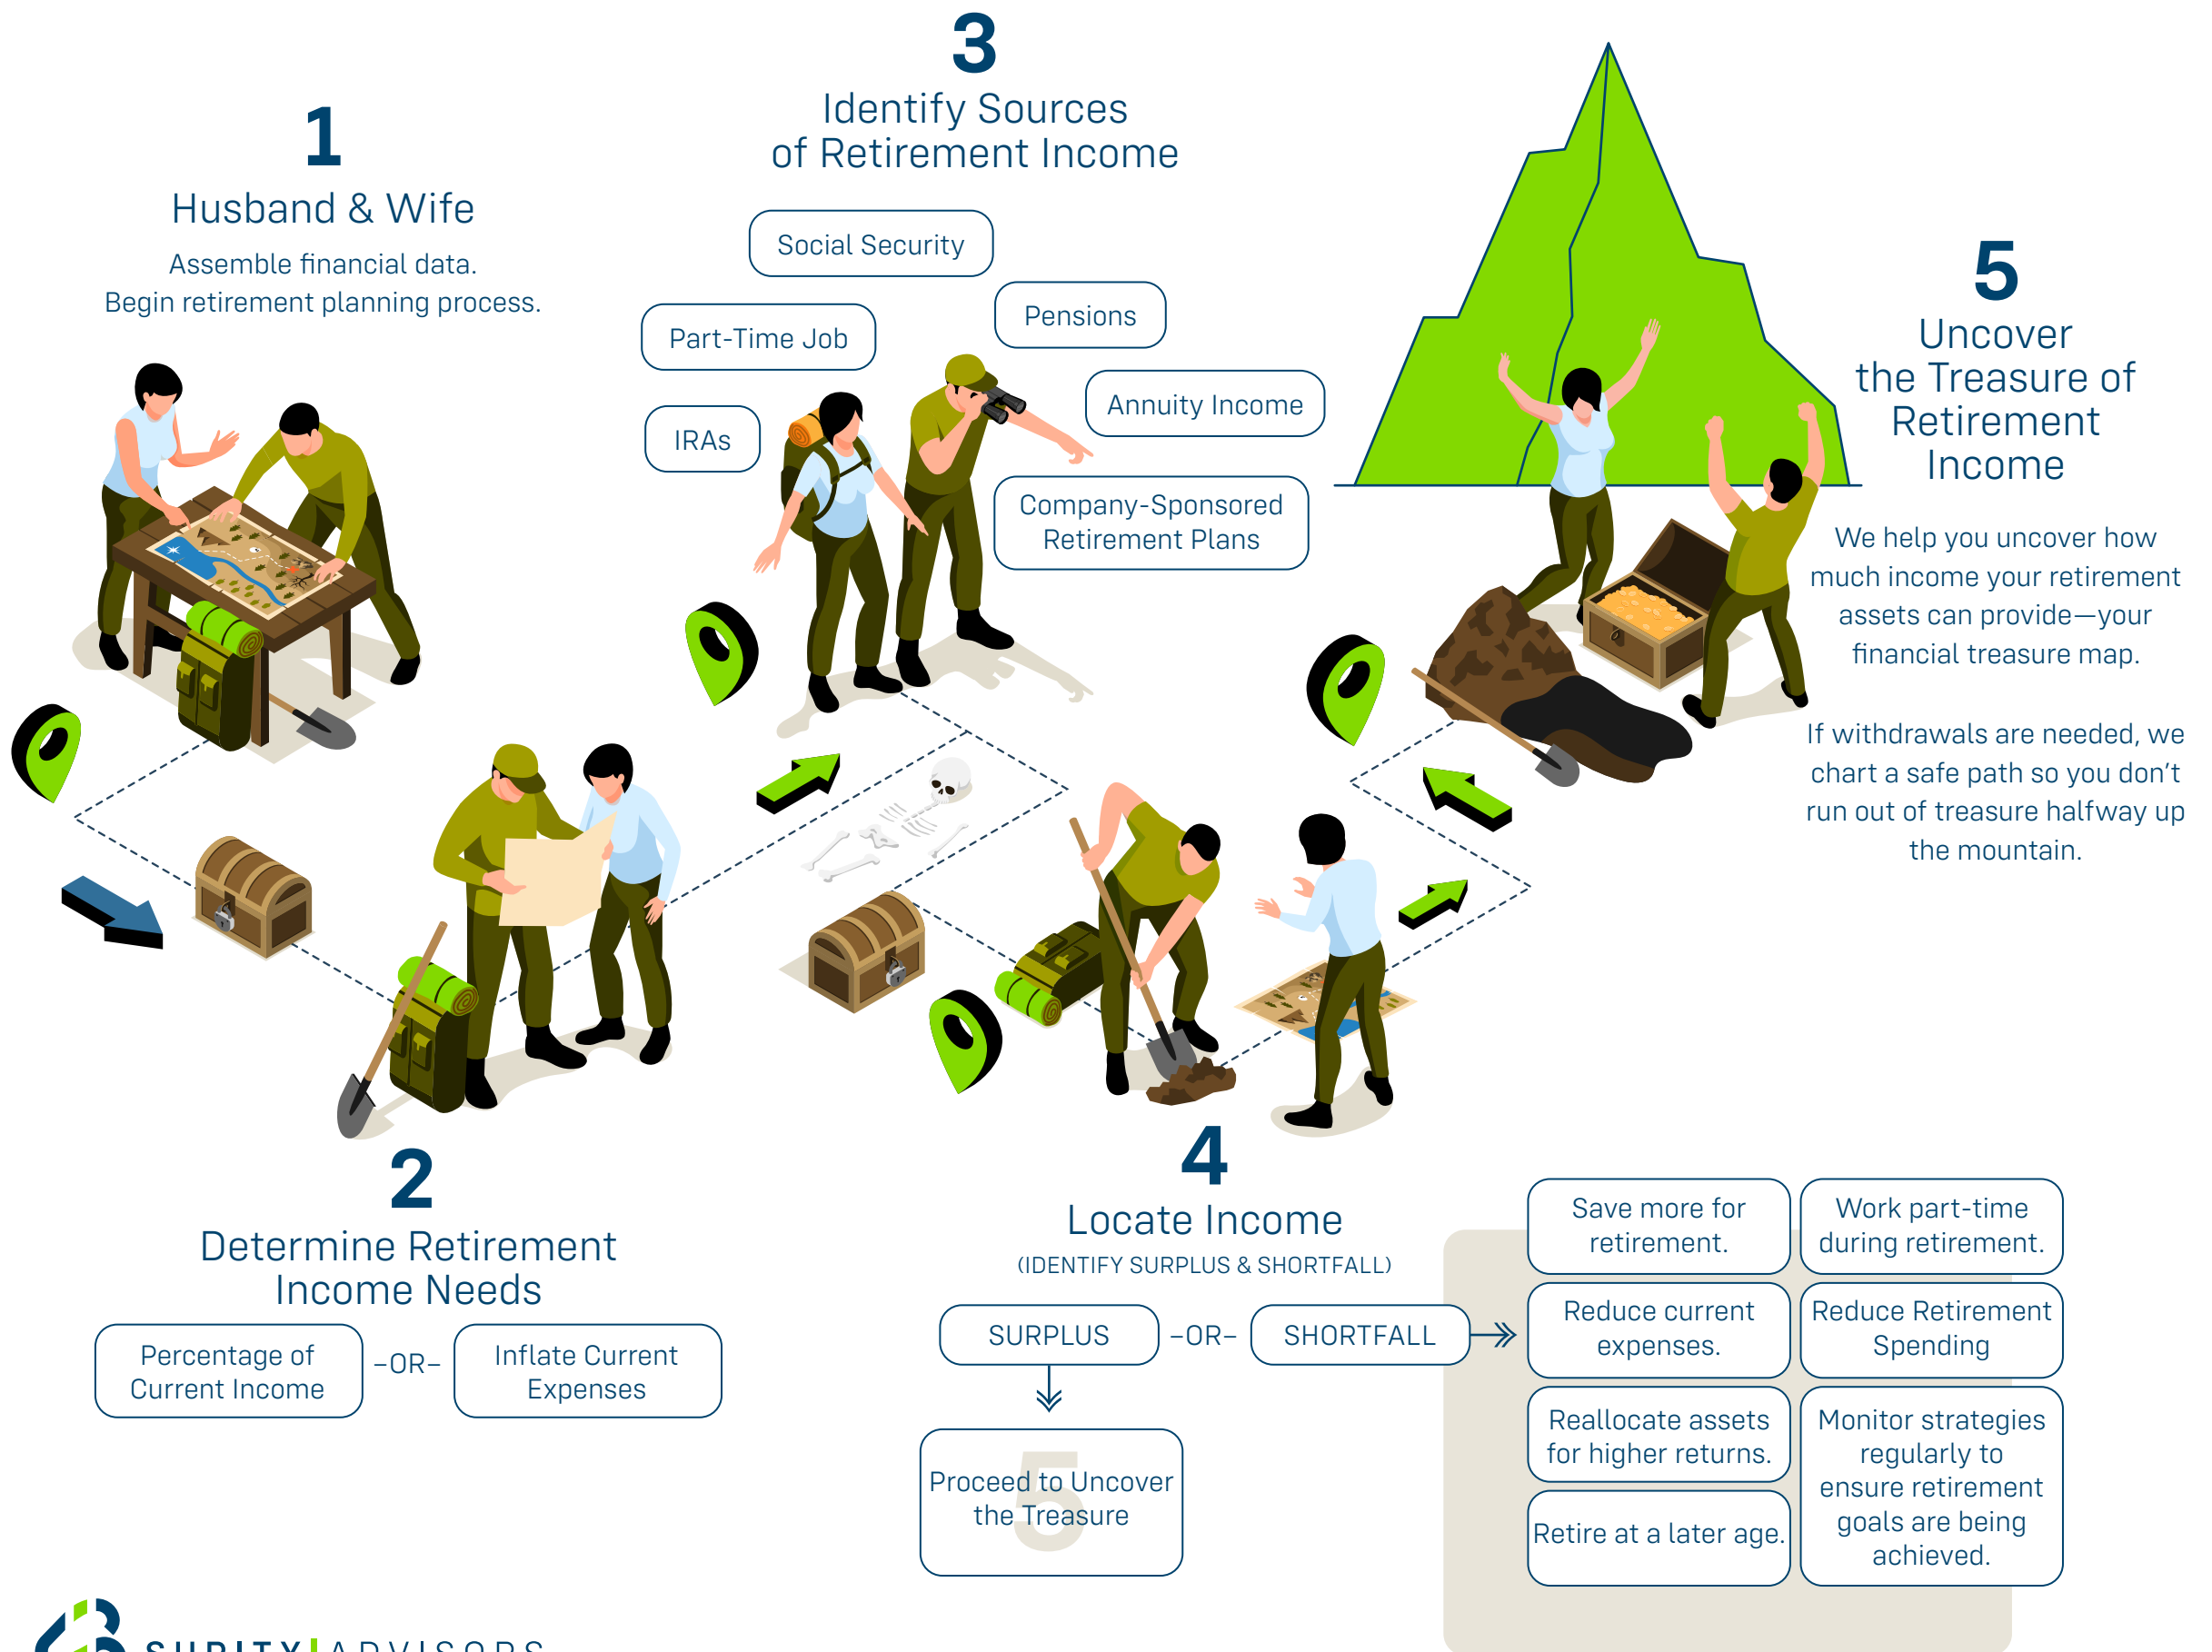 1
Husband & Wife
Assemble financial data.
Begin retirement planning process.
2
Determine Retirement
Income Needs
Percentage of
Current Income
–OR–
Inflate Current
Expenses
3
Identify Sources
of Retirement Income
Social Security
Pensions
Part-Time Job
Annuity Income
IRAs
Company-Sponsored
Retirement Plans
4
Locate Income
(IDENTIFY SURPLUS & SHORTFALL)
SURPLUS
–OR–
SHORTFALL
5
Proceed to Uncover
the Treasure
Save more for
retirement.
Work part-time
during retirement.
Reduce current
expenses.
Reduce Retirement
Spending
Reallocate assets
for higher returns.
Monitor strategies
regularly to
ensure retirement
goals are being
achieved.
Retire at a later age.
5
Uncover
the Treasure of
Retirement
Income
We help you uncover how
much income your retirement
assets can provide—your
financial treasure map.
If withdrawals are needed, we
chart a safe path so you don't
run out of treasure halfway up
the mountain.
SURITY ADVISORS